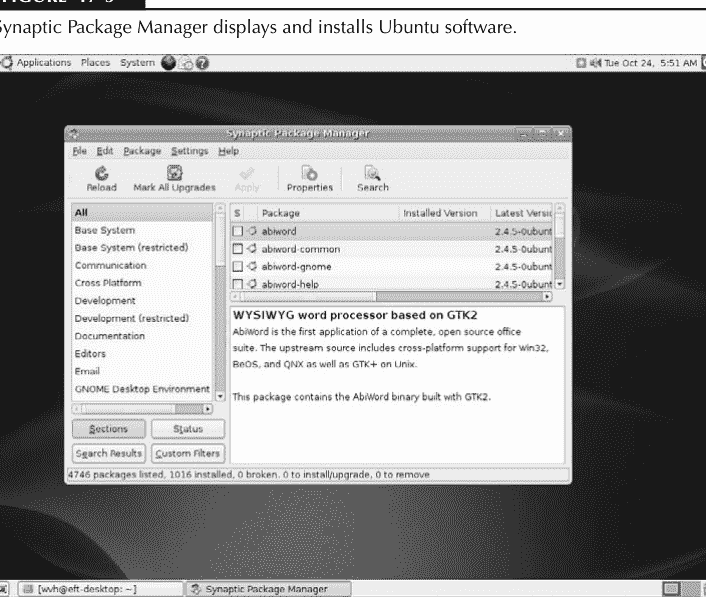 Synaptic Package Manager displays and installs Ubuntu software.
Applications Places System
Tue Oct 24, 5:51 AM
Synaptic Package Manager
File Edit Package Settings Help
Reload Mark All Upgrades Apply Properties Search
All
Base System
Base System (restricted)
Communication
Cross Platform
Development
Development (restricted)
Documentation
Editors
Email
GNOME Desktop Environment
Sections Status
Search Results Custom Filters
S Package Installed Version Latest Versic
abiword 2.4.5-0ubunt
abiword-common 2.4.5-0ubunt
abiword-gnome 2.4.5-0ubunt
abiword-help 2.4.5-0ubunt
WYSIWYG word processor based on GTK2
AbiWord is the first application of a complete, open source office
suite. The upstream source includes cross-platform support for Win32,
BeOS, and QNX as well as GTK+ on Unix.
This package contains the AbiWord binary built with GTK2.
4746 packages listed, 1016 installed, 0 broken. 0 to install/upgrade, 0 to remove
[wvh@eft-desktop: ~] Synaptic Package Manager